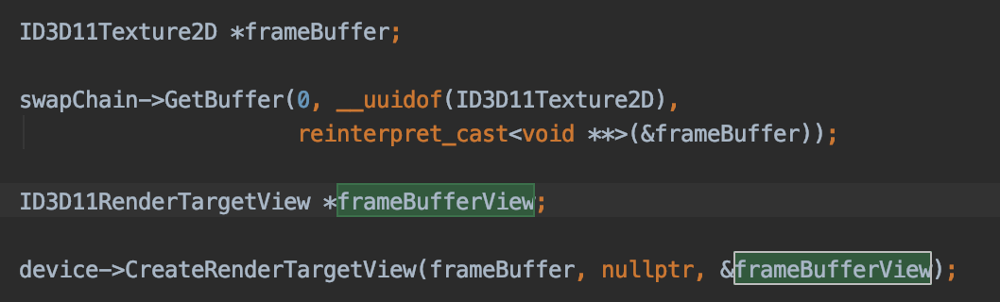 ID3D11Texture2D *frameBuffer;
swapChain->GetBuffer(0, __uuidof(ID3D11Texture2D),
reinterpret_cast<void **>(&frameBuffer));
ID3D11RenderTargetView *frameBufferView;
device->CreateRenderTargetView(frameBuffer, nullptr, &frameBufferView);